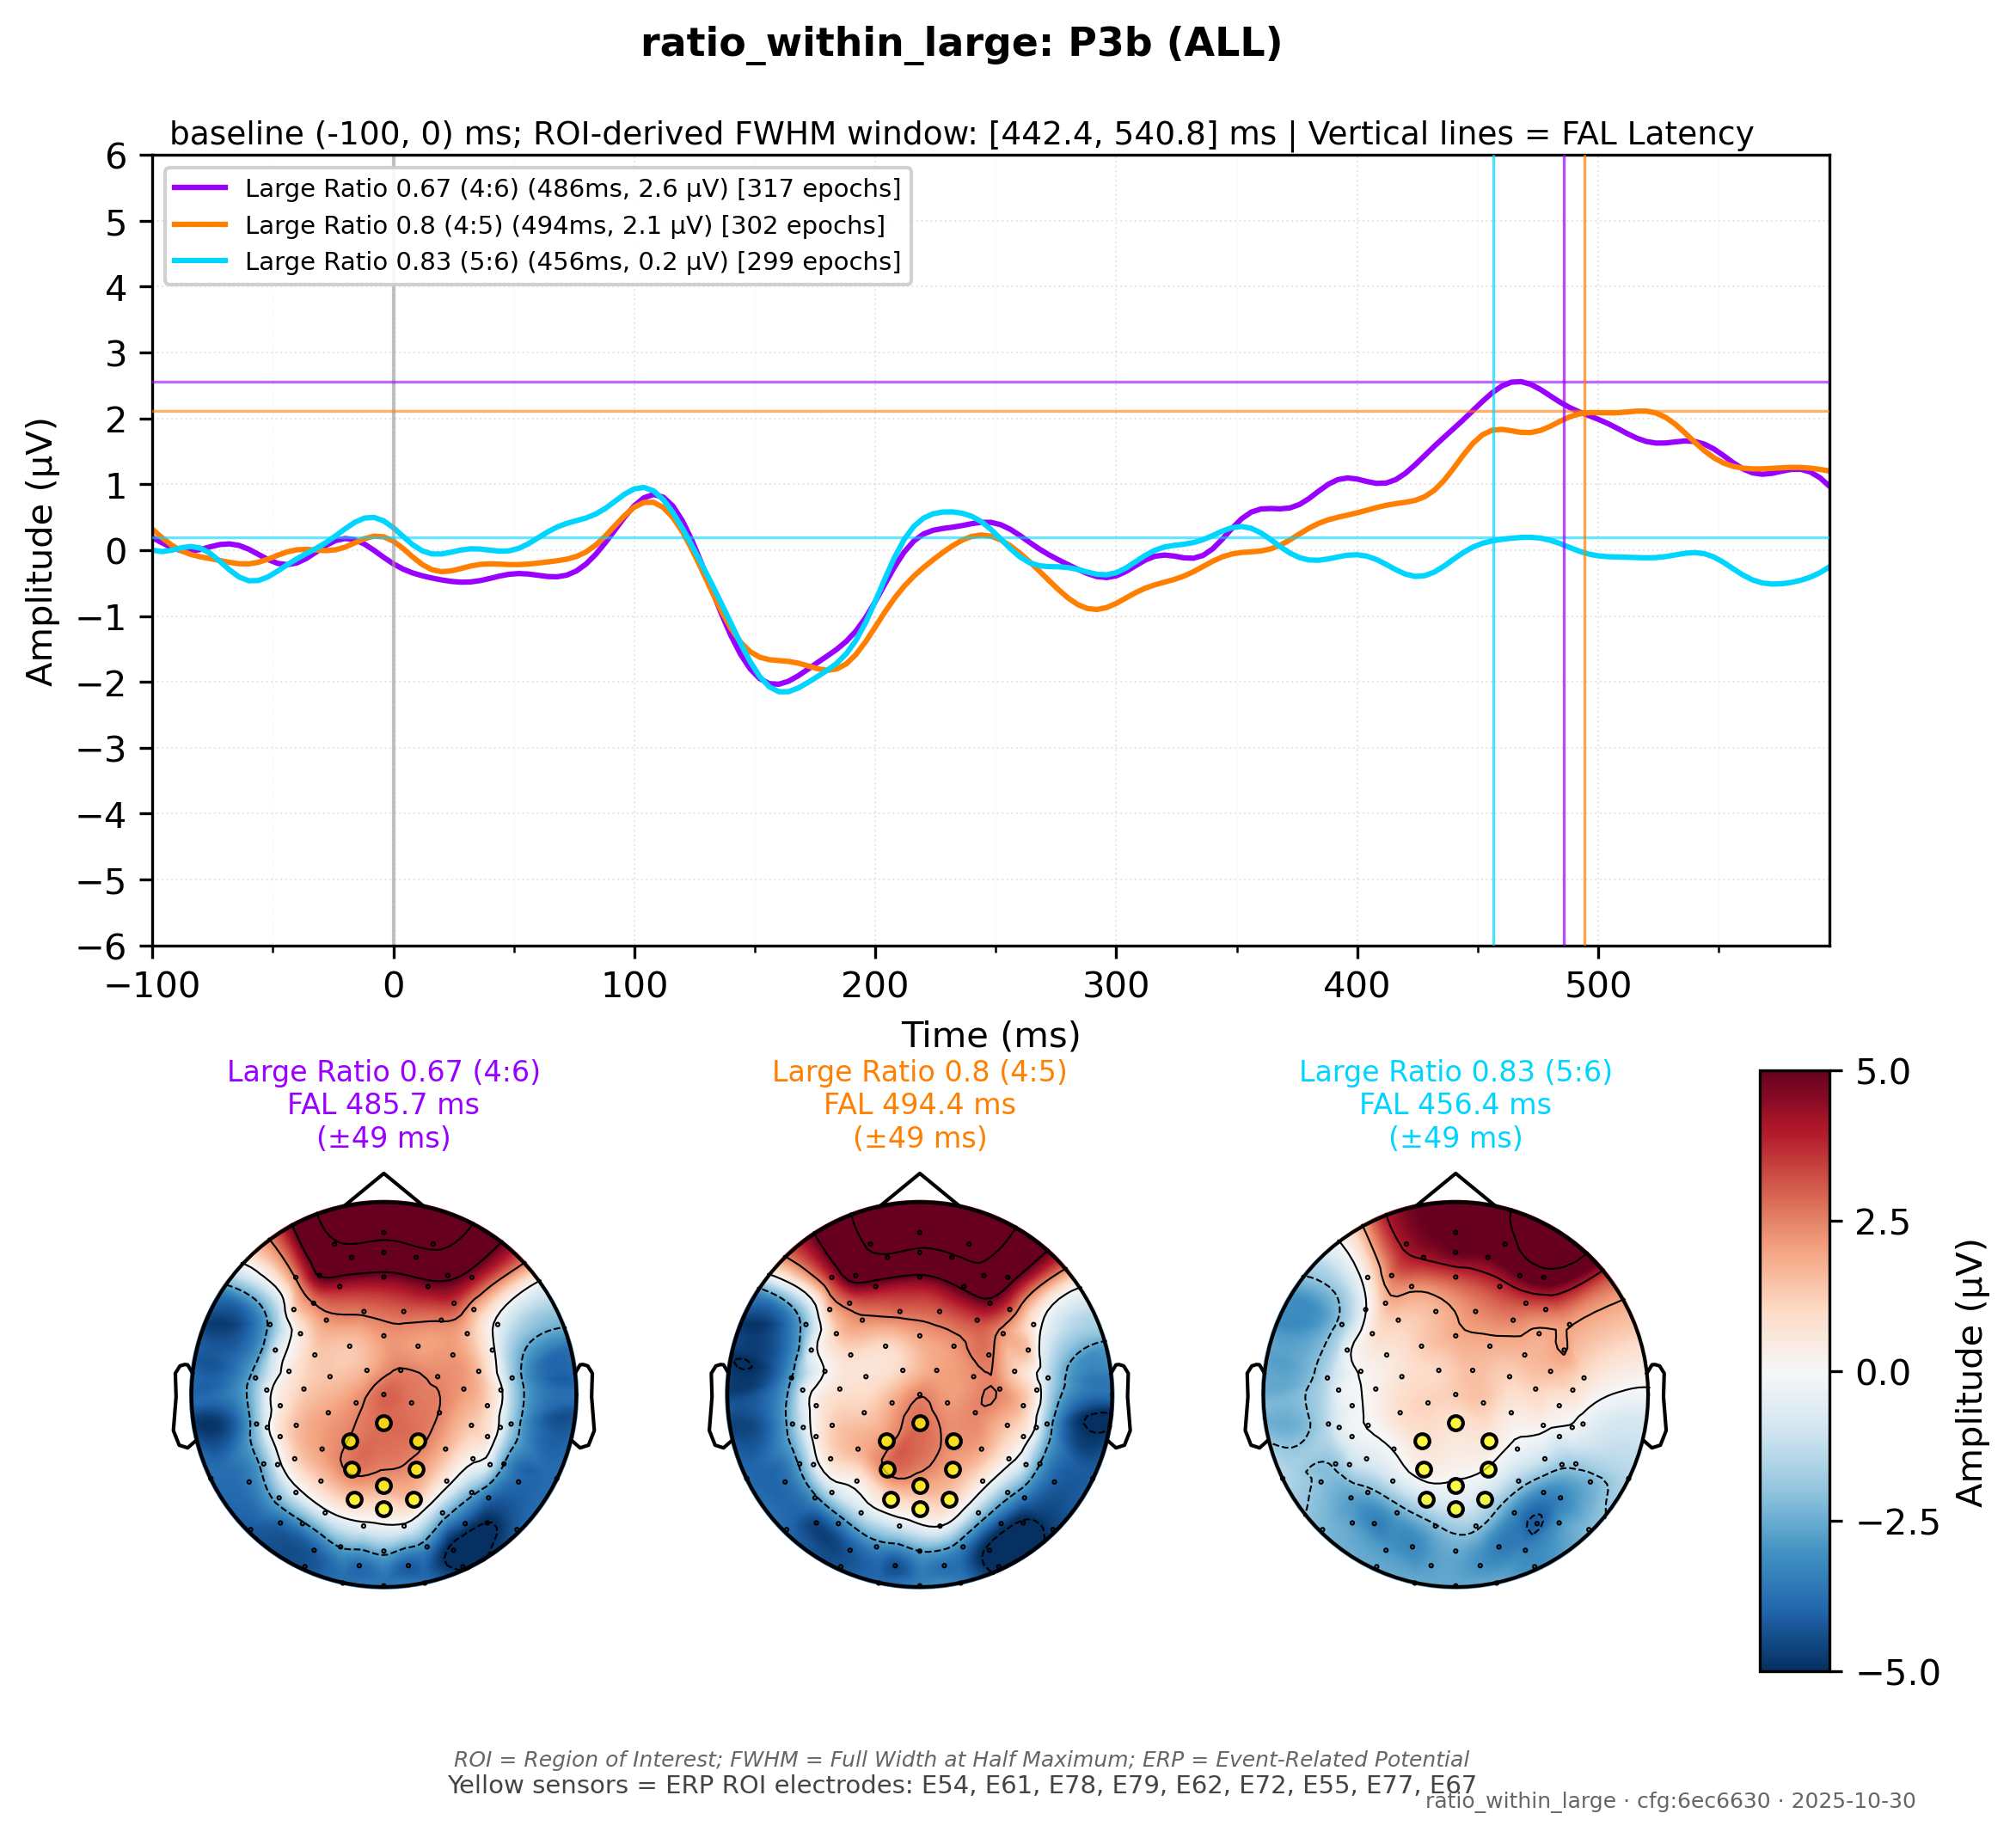 ratio_within_large: P3b (ALL)
baseline (-100, 0) ms; ROI-derived FWHM window: [442.4, 540.8] ms | Vertical lines = FAL Latency
Large Ratio 0.67 (4:6) (486ms, 2.6 μV) [317 epochs]
Large Ratio 0.8 (4:5) (494ms, 2.1 μV) [302 epochs]
Large Ratio 0.83 (5:6) (456ms, 0.2 μV) [299 epochs]
6
5
4
3
2
1
0
−1
−2
−3
−4
−5
−6
Amplitude (μV)
−100 0 100 200 300 400 500
Time (ms)
Large Ratio 0.67 (4:6)
FAL 485.7 ms
(±49 ms)
Large Ratio 0.8 (4:5)
FAL 494.4 ms
(±49 ms)
Large Ratio 0.83 (5:6)
FAL 456.4 ms
(±49 ms)
5.0
2.5
0.0
−2.5
−5.0
Amplitude (μV)
ROI = Region of Interest; FWHM = Full Width at Half Maximum; ERP = Event-Related Potential
Yellow sensors = ERP ROI electrodes: E54, E61, E78, E79, E62, E72, E55, E77, E67
ratio_within_large · cfg:6ec6630 · 2025-10-30